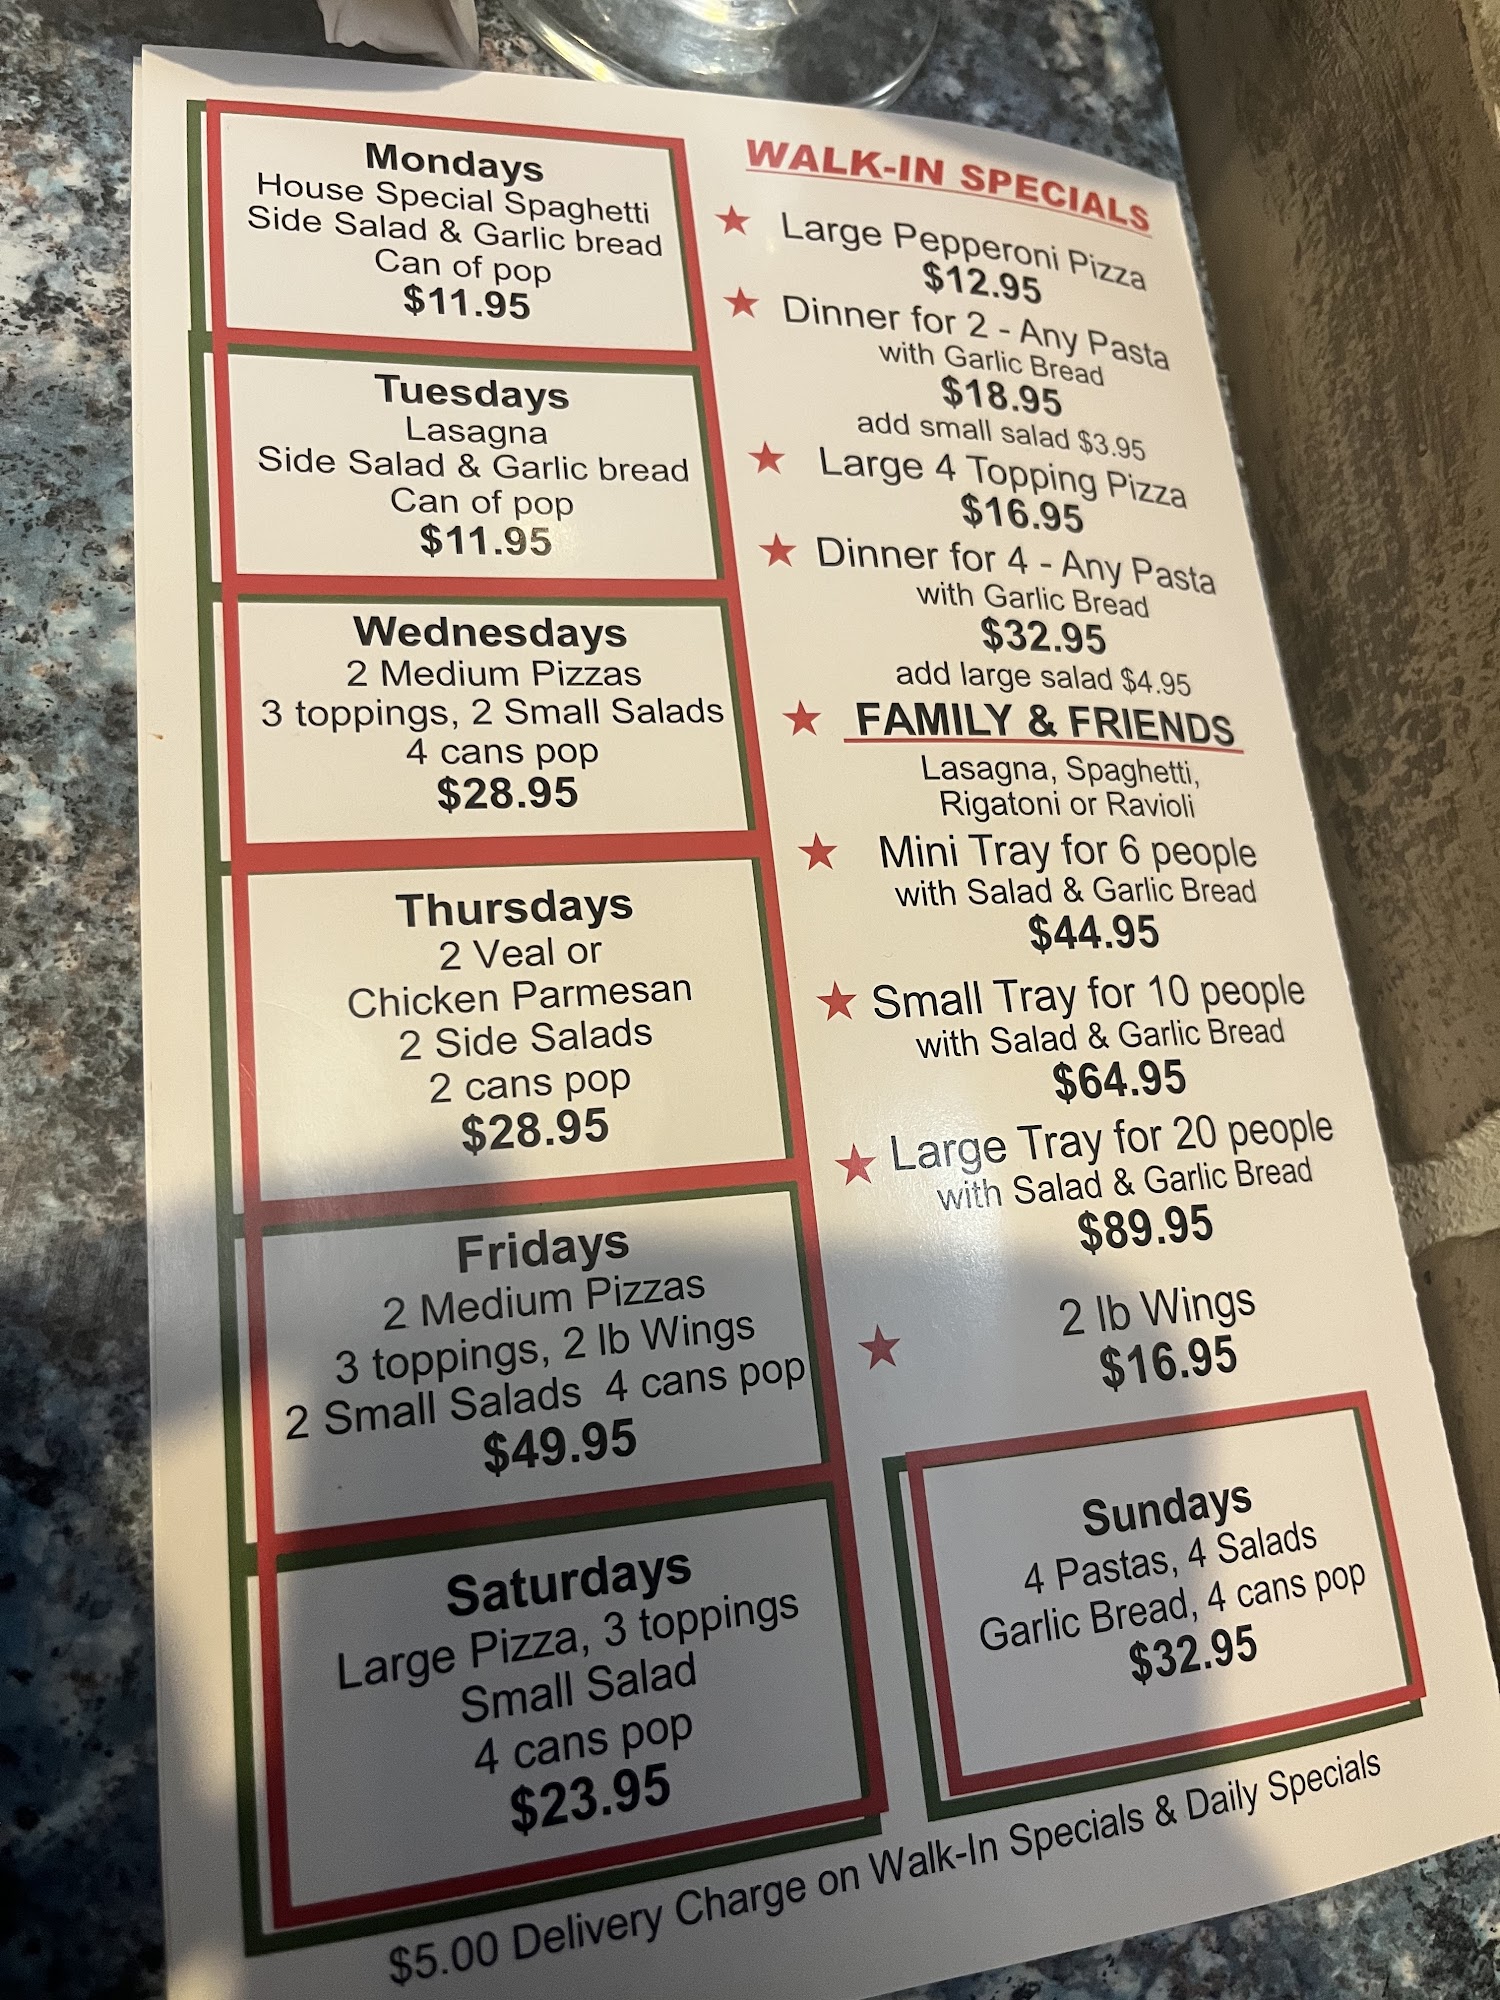 Mondays
House Special Spaghetti
Side Salad & Garlic bread
Can of pop
$11.95
Tuesdays
Lasagna
Side Salad & Garlic bread
Can of pop
$11.95
Wednesdays
2 Medium Pizzas
3 toppings, 2 Small Salads
4 cans pop
$28.95
Thursdays
2 Veal or
Chicken Parmesan
2 Side Salads
2 cans pop
$28.95
Fridays
2 Medium Pizzas
3 toppings, 2 lb Wings
2 Small Salads 4 cans pop
$49.95
Saturdays
Large Pizza, 3 toppings
Small Salad
4 cans pop
$23.95
WALK-IN SPECIALS
Large Pepperoni Pizza
$12.95
Dinner for 2 - Any Pasta
with Garlic Bread
$18.95
add small salad $3.95
Large 4 Topping Pizza
$16.95
Dinner for 4 - Any Pasta
with Garlic Bread
$32.95
add large salad $4.95
FAMILY & FRIENDS
Lasagna, Spaghetti,
Rigatoni or Ravioli
Mini Tray for 6 people
with Salad & Garlic Bread
$44.95
Small Tray for 10 people
with Salad & Garlic Bread
$64.95
Large Tray for 20 people
with Salad & Garlic Bread
$89.95
2 lb Wings
$16.95
Sundays
4 Pastas, 4 Salads
Garlic Bread, 4 cans pop
$32.95
$5.00 Delivery Charge on Walk-In Specials & Daily Specials